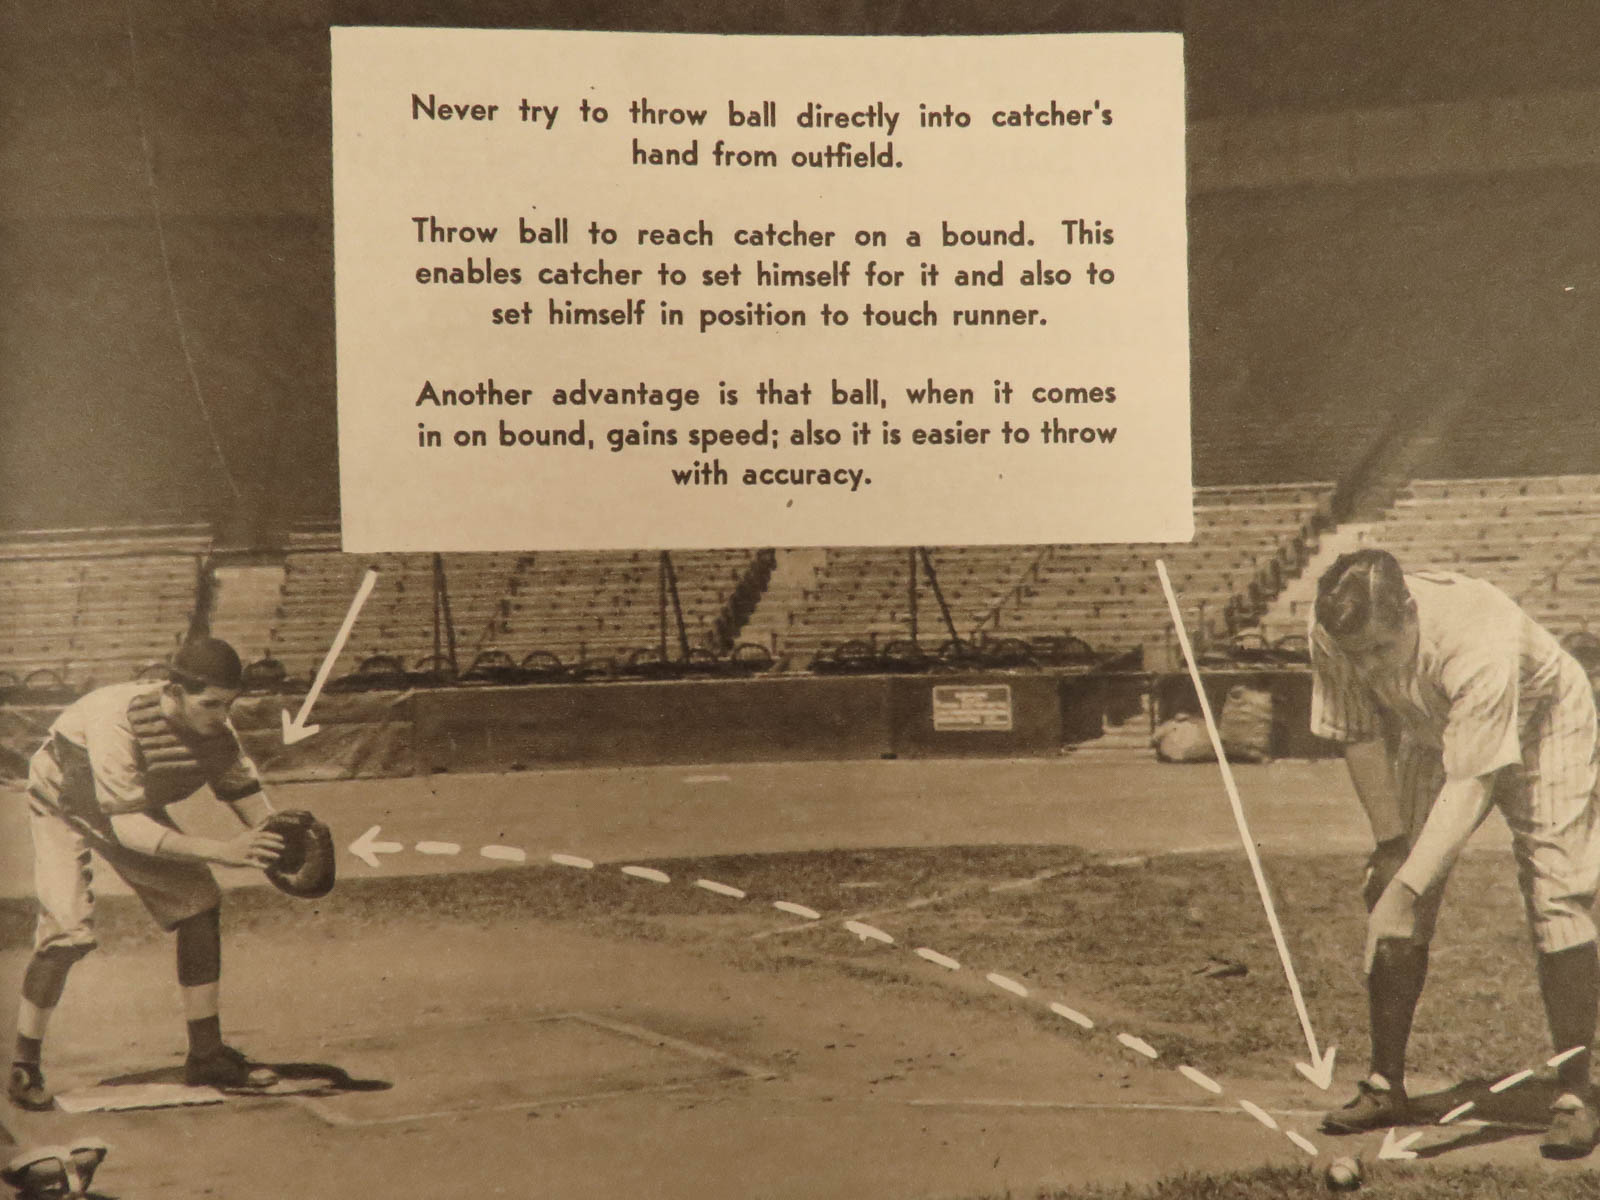 Never try to throw ball directly into catcher's
hand from outfield.
Throw ball to reach catcher on a bound. This
enables catcher to set himself for it and also to
set himself in position to touch runner.
Another advantage is that ball, when it comes
in on bound, gains speed; also it is easier to throw
with accuracy.